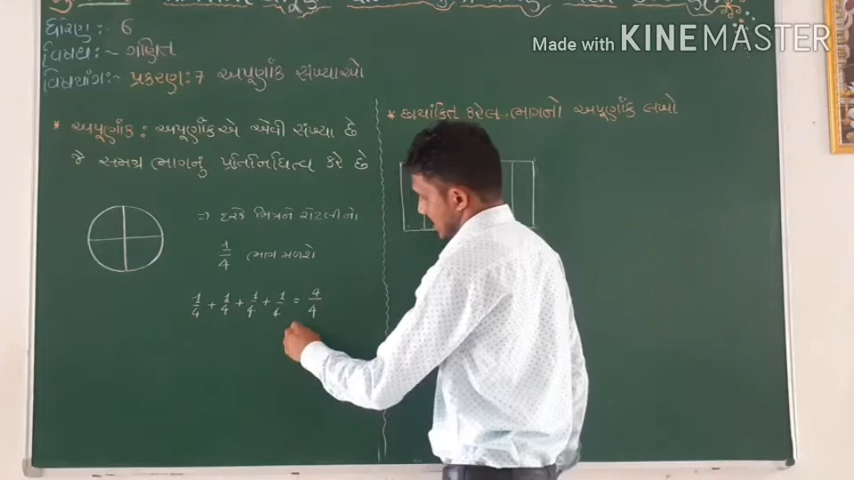 Made with KINEMASTER
ધોરણ: 6
વિષય:~ ગણિત
વિષયાંગ:~ પ્રકરણ:7 અપૂર્ણાંક સંખ્યાઓ
* અપૂર્ણાંક: અપૂર્ણાંક એ એવી સંખ્યા છે
જે સમગ્ર ભાગનું પ્રતિનિધિત્વ કરે છે
⇒ દરેક મિત્રને રોટલીનો
1/4 ભાગ મળશે
1/4 + 1/4 + 1/4 + 1/4 = 4/4
* છાયાંકિત કરેલ ભાગનો અપૂર્ણાંક લખો